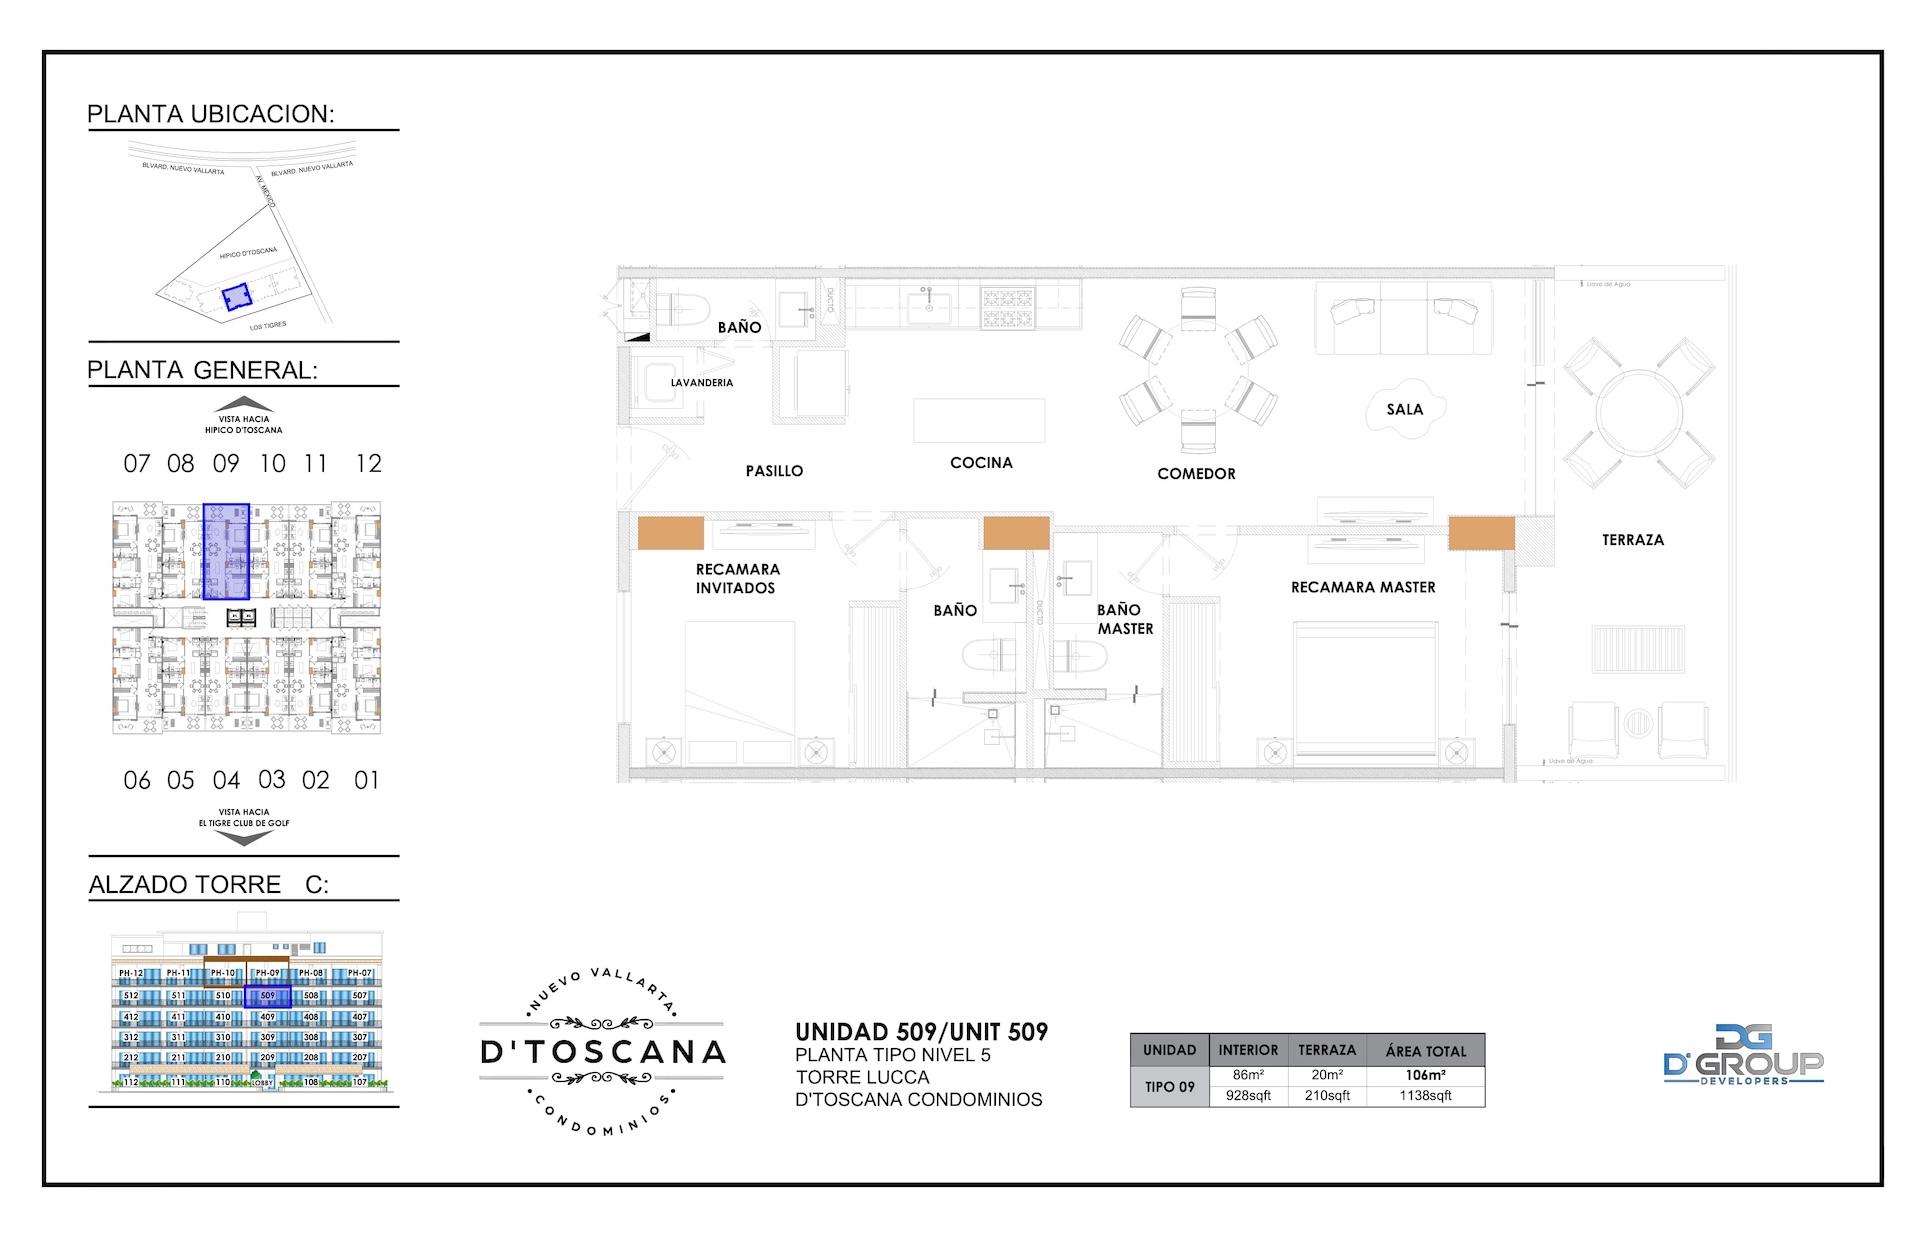 PLANTA UBICACION:
BLVARD. NUEVO VALLARTA
BLVARD. NUEVO VALLARTA
AV. MEXICO
HIPICO D'TOSCANA
LOS TIGRES
PLANTA GENERAL:
VISTA HACIA
HIPICO D'TOSCANA
07 08 09 10 11 12
06 05 04 03 02 01
VISTA HACIA
EL TIGRE CLUB DE GOLF
ALZADO TORRE C:
PH-12 PH-11 PH-10 PH-09 PH-08 PH-07
512 511 510 509 508 507
412 411 410 409 408 407
312 311 310 309 308 307
212 211 210 209 208 207
112 111 110 LOBBY 108 107
BAÑO
DUCTO
LAVANDERIA
PASILLO
COCINA
COMEDOR
SALA
Llave de Agua
TERRAZA
RECAMARA
INVITADOS
BAÑO
DUCTO
BAÑO
MASTER
RECAMARA MASTER
Llave de Agua
NUEVO VALLARTA
D'TOSCANA
CONDOMINIOS
UNIDAD 509/UNIT 509
PLANTA TIPO NIVEL 5
TORRE LUCCA
D'TOSCANA CONDOMINIOS
UNIDAD INTERIOR TERRAZA ÁREA TOTAL
TIPO 09
86m² 20m² 106m²
928sqft 210sqft 1138sqft
DG
D'GROUP
DEVELOPERS